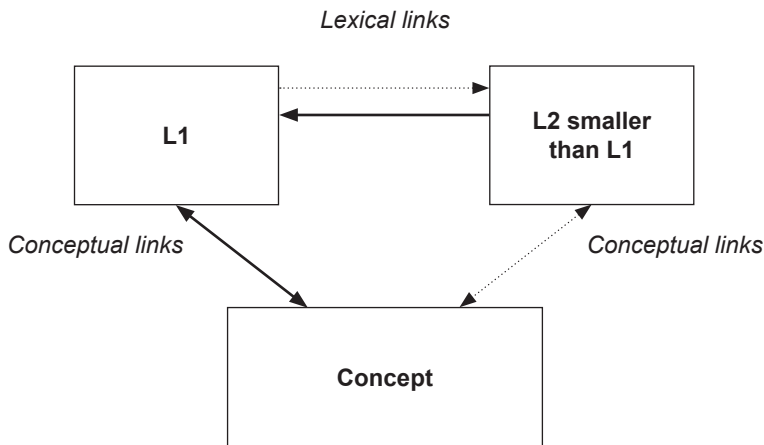 Lexical links
L1
L2 smaller
than L1
Conceptual links
Conceptual links
Concept